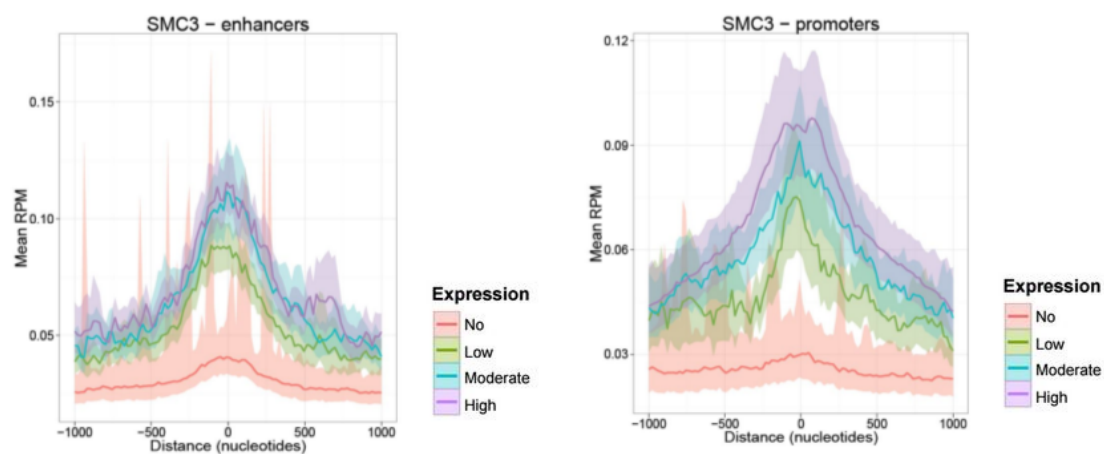 SMC3 − enhancers
Mean RPM
0.15
0.10
0.05
−1000 −500 0 500 1000
Distance (nucleotides)
Expression
No
Low
Moderate
High
SMC3 − promoters
Mean RPM
0.12
0.09
0.06
0.03
−1000 −500 0 500 1000
Distance (nucleotides)
Expression
No
Low
Moderate
High